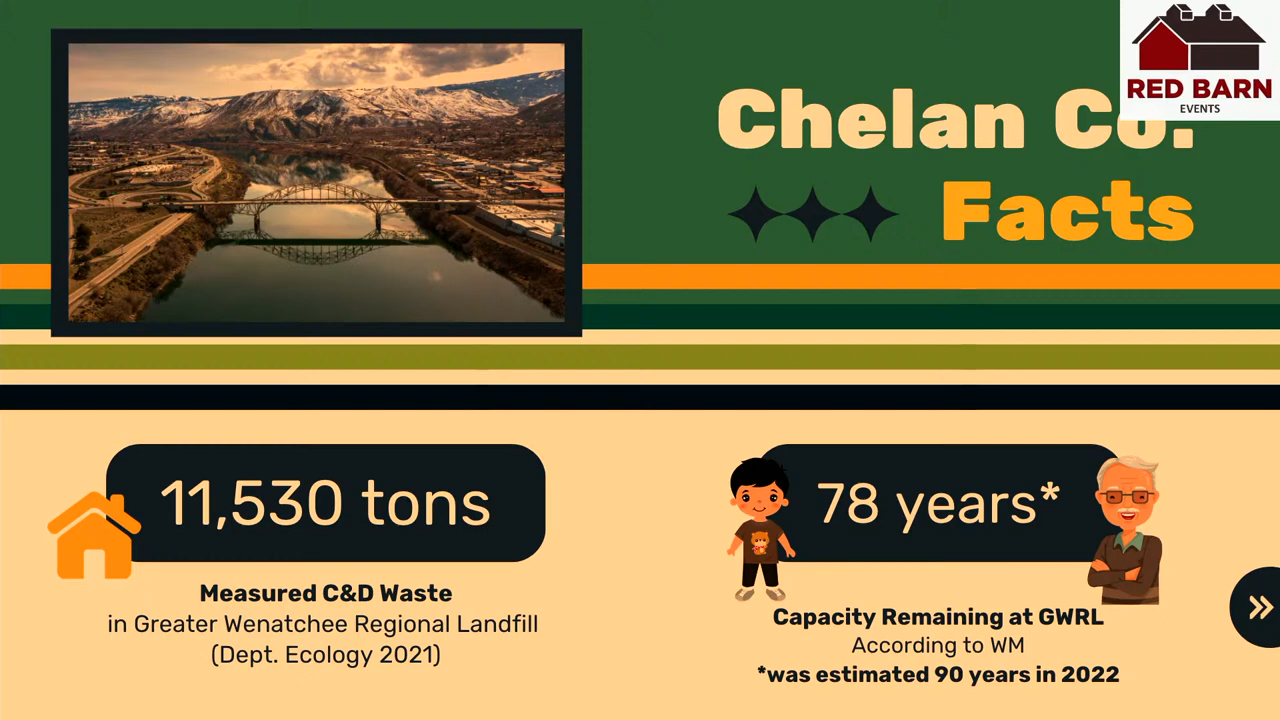 RED BARN
EVENTS
Chelan Co.
Facts
11,530 tons
Measured C&D Waste
in Greater Wenatchee Regional Landfill
(Dept. Ecology 2021)
78 years*
Capacity Remaining at GWRL
According to WM
*was estimated 90 years in 2022